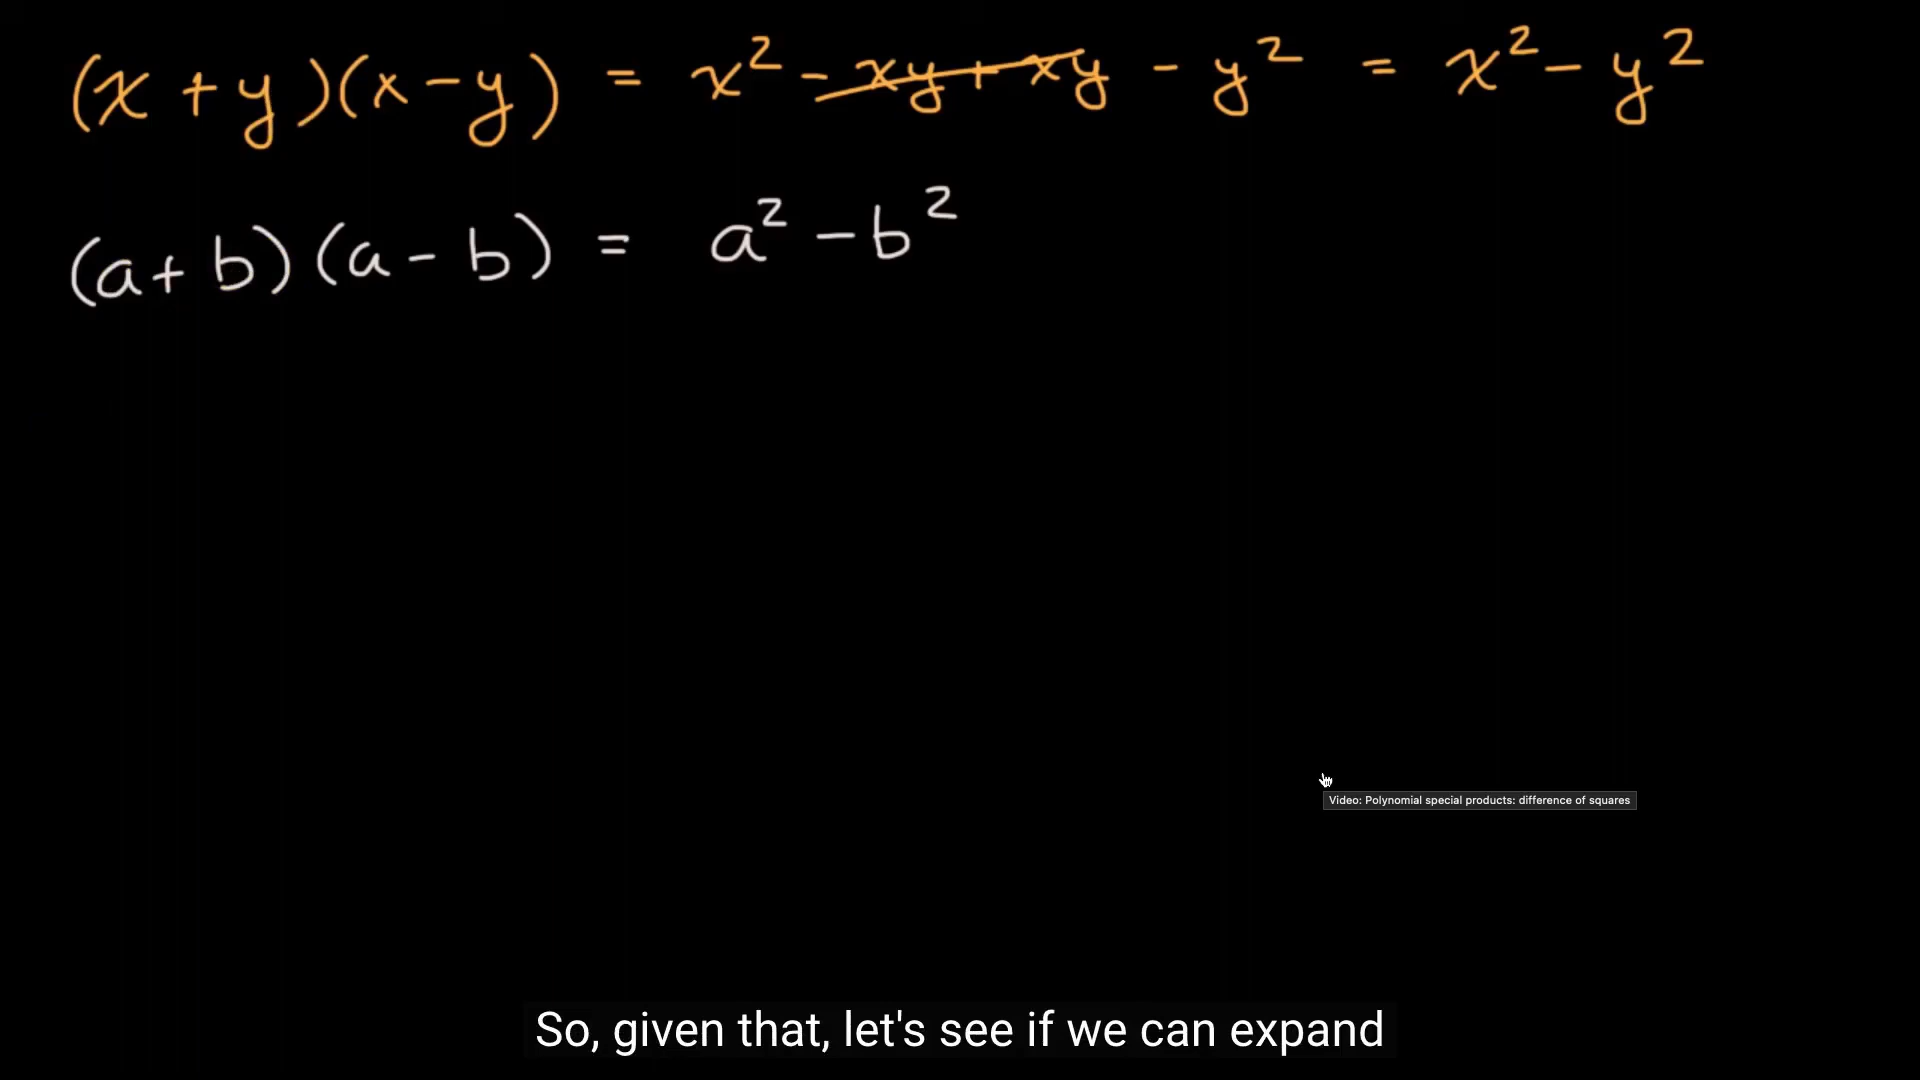 (x + y)(x - y) = x² - xy + xy - y² = x² - y²
(a + b)(a - b) = a² - b²
Video: Polynomial special products: difference of squares
So, given that, let's see if we can expand